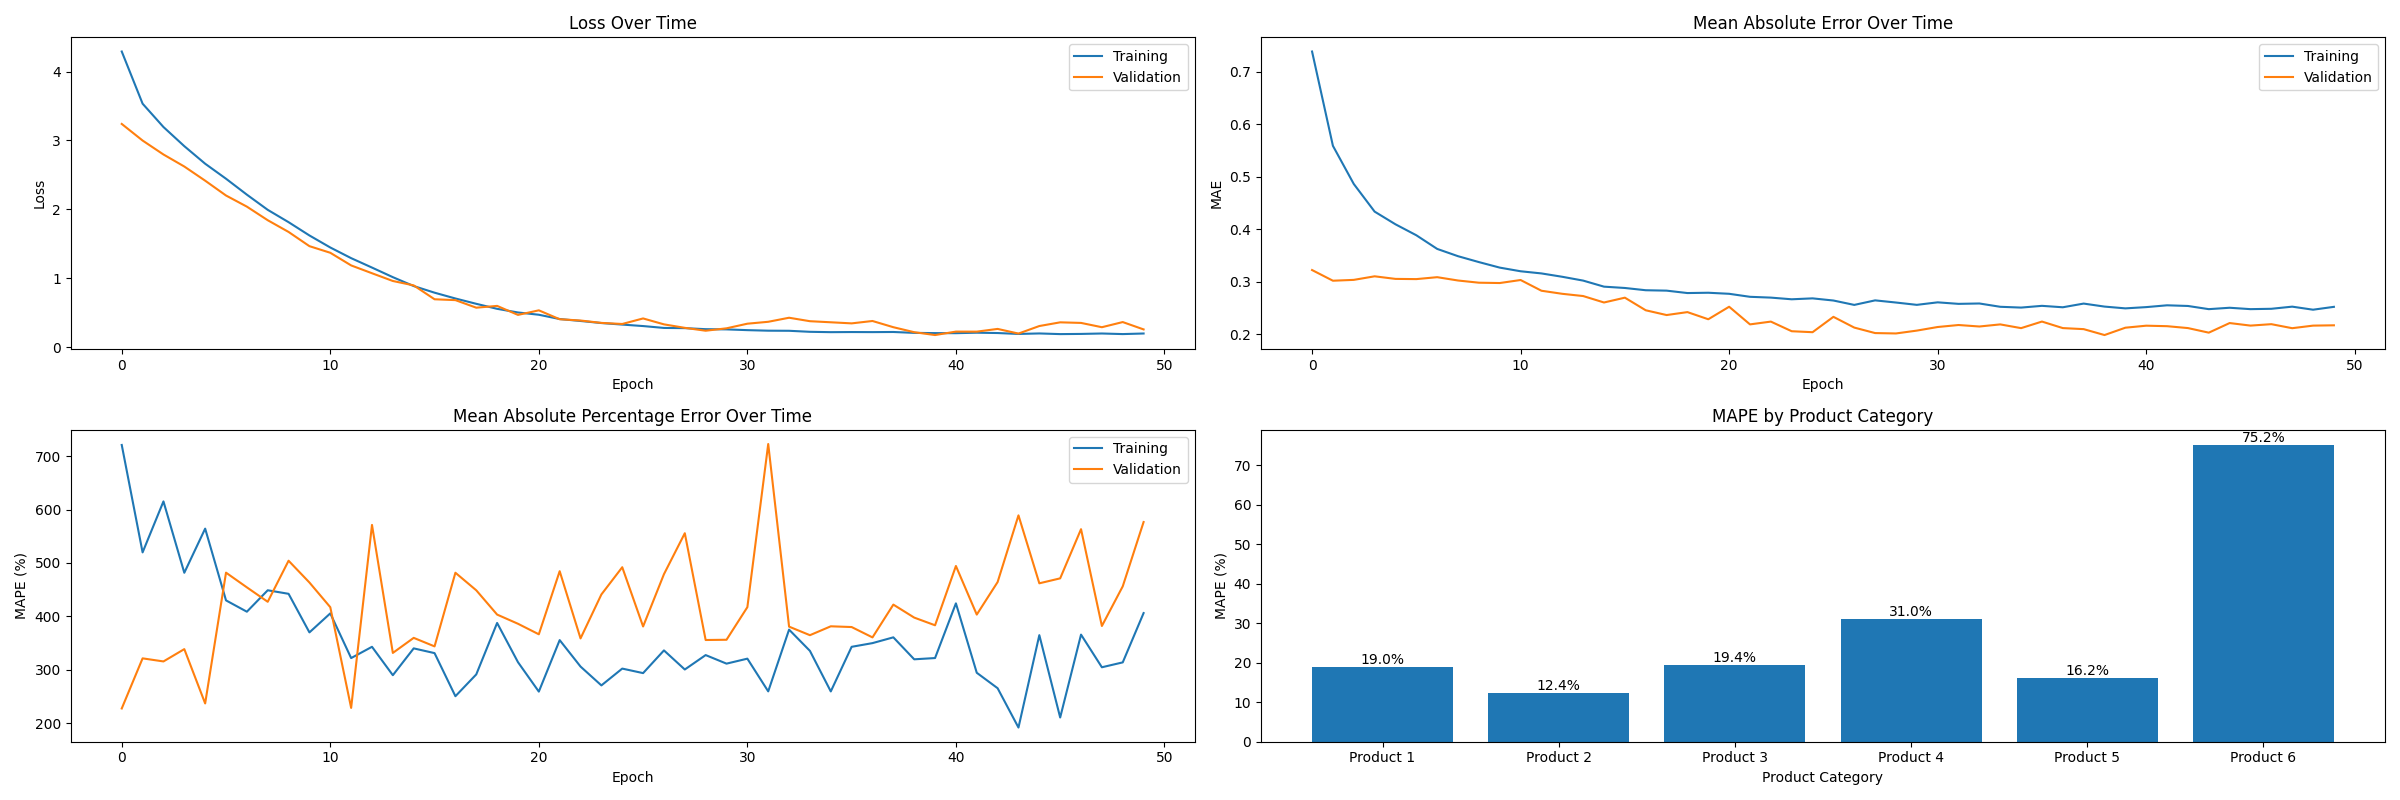 Loss Over Time
4
3
2
1
0
Loss
Training
Validation
0 10 20 30 40 50
Epoch
Mean Absolute Error Over Time
0.7
0.6
0.5
0.4
0.3
0.2
MAE
Training
Validation
0 10 20 30 40 50
Epoch
Mean Absolute Percentage Error Over Time
700
600
500
400
300
200
MAPE (%)
Training
Validation
0 10 20 30 40 50
Epoch
MAPE by Product Category
70
60
50
40
30
20
10
0
MAPE (%)
19.0%
12.4%
19.4%
31.0%
16.2%
75.2%
Product 1 Product 2 Product 3 Product 4 Product 5 Product 6
Product Category